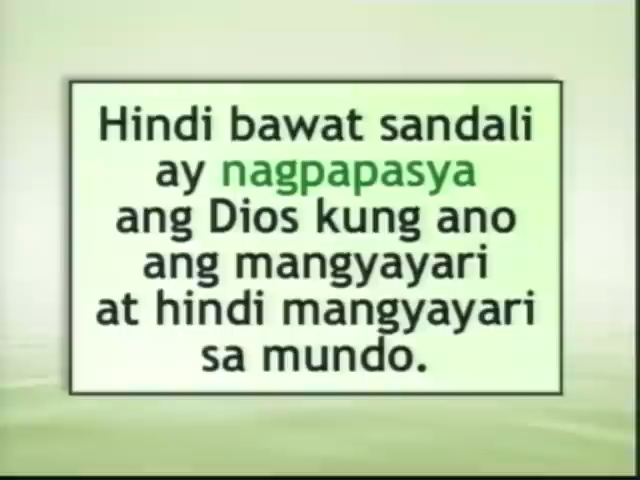 Hindi bawat sandali
ay nagpapasya
ang Dios kung ano
ang mangyayari
at hindi mangyayari
sa mundo.